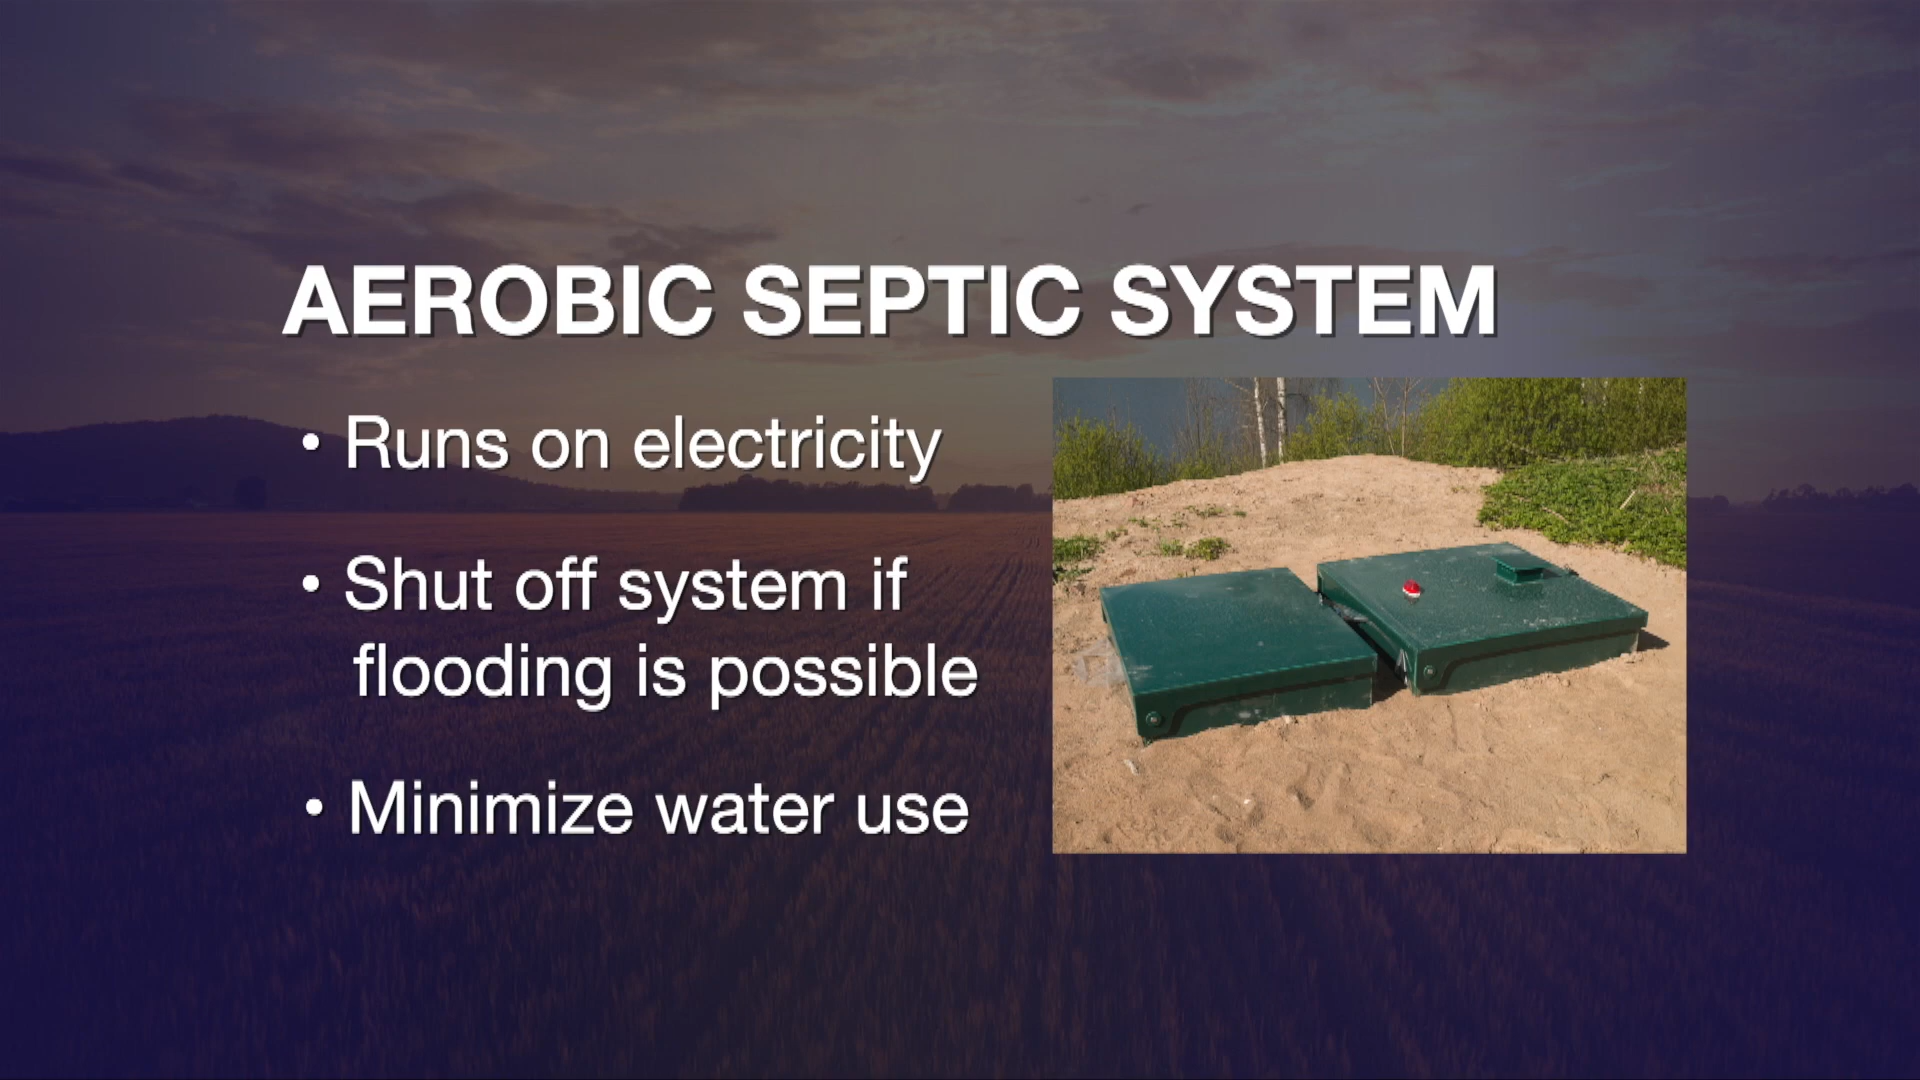 AEROBIC SEPTIC SYSTEM
• Runs on electricity
• Shut off system if
flooding is possible
• Minimize water use